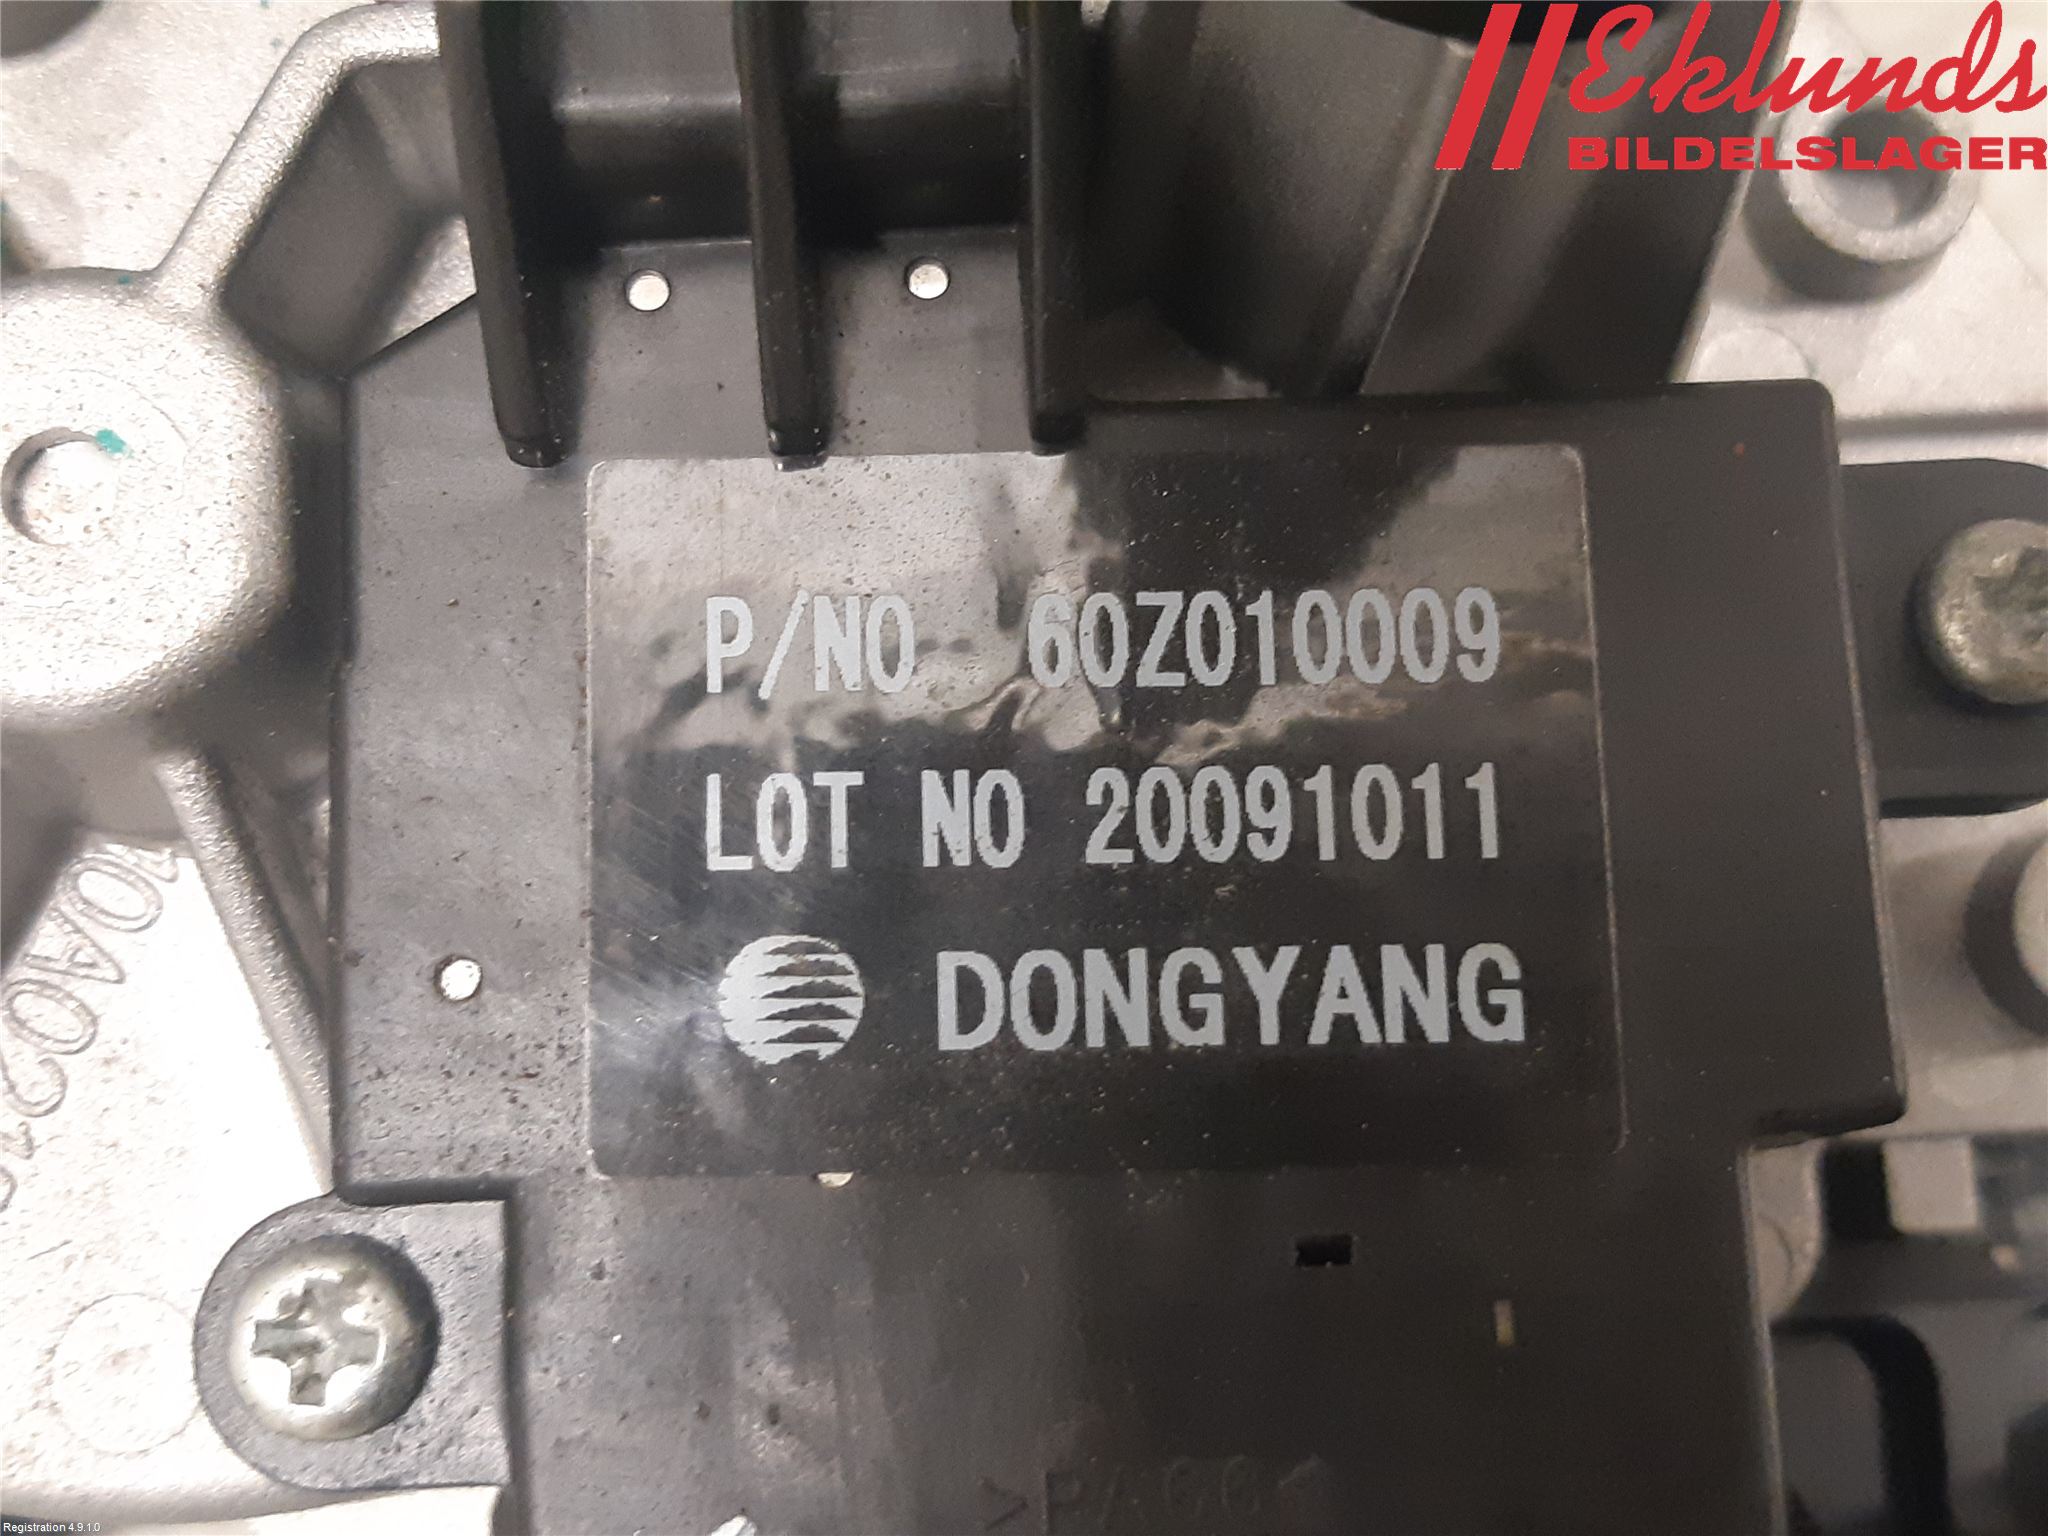 Eklunds
BILDELSLAGER
P/NO 60Z010009
LOT NO 20091011
DONGYANG
Registration 4.9.1.0